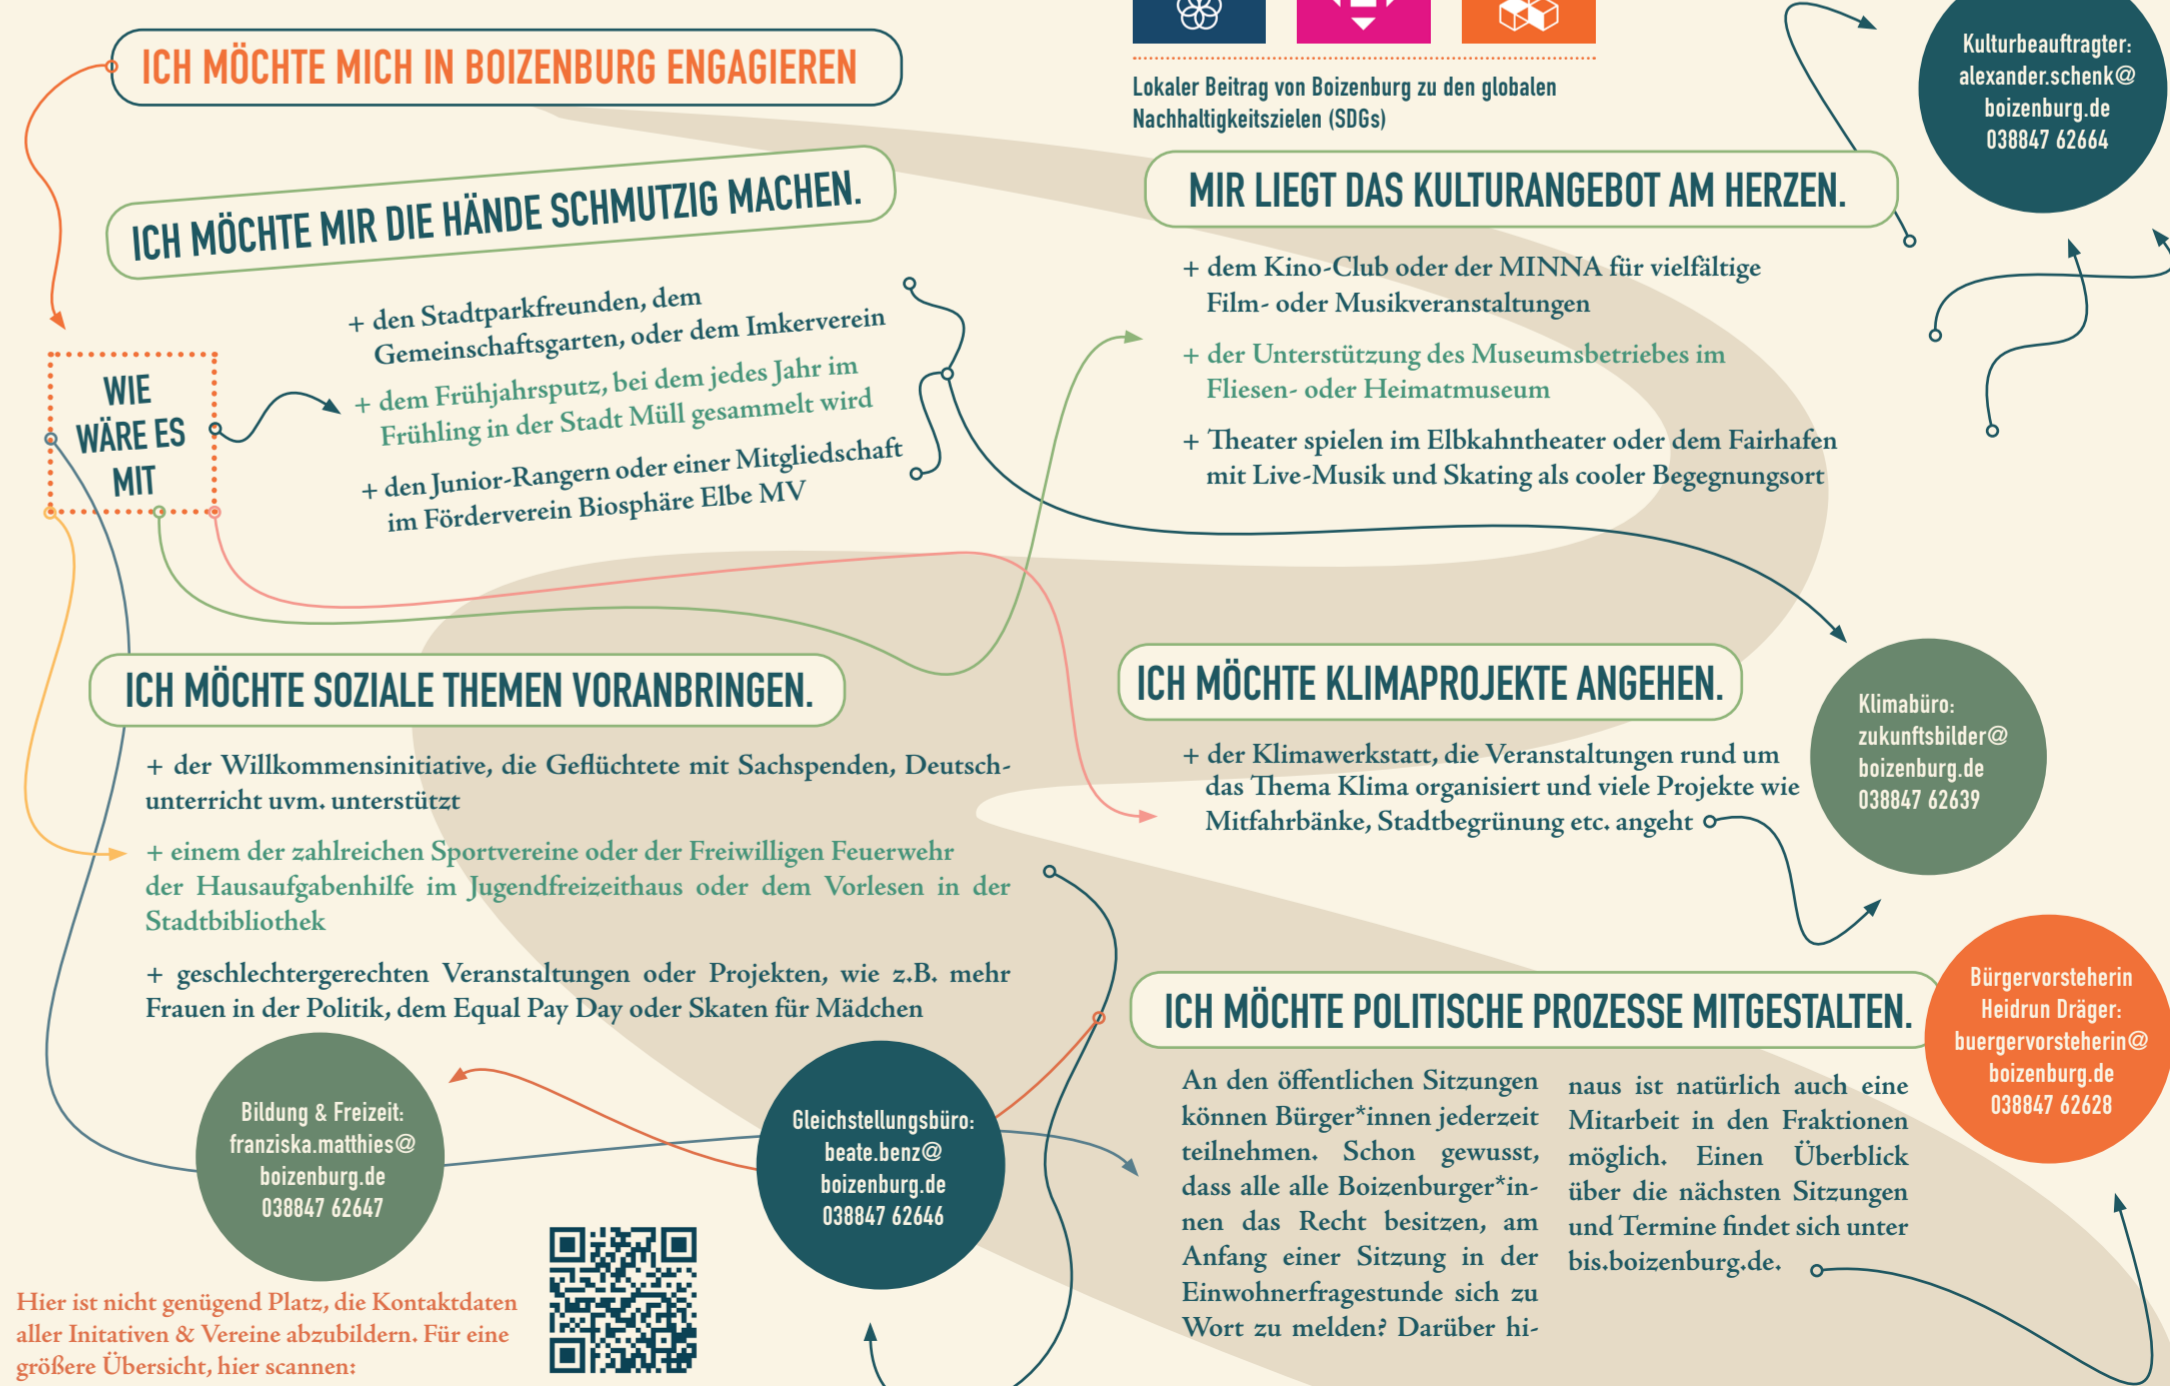 ICH MÖCHTE MICH IN BOIZENBURG ENGAGIEREN
Lokaler Beitrag von Boizenburg zu den globalen
Nachhaltigkeitszielen (SDGs)
Kulturbeauftragter:
alexander.schenk@
boizenburg.de
038847 62664
WIE
WÄRE ES
MIT
ICH MÖCHTE MIR DIE HÄNDE SCHMUTZIG MACHEN.
+ den Stadtparkfreunden, dem
Gemeinschaftsgarten, oder dem Imkerverein
+ dem Frühjahrsputz, bei dem jedes Jahr im
Frühling in der Stadt Müll gesammelt wird
+ den Junior-Rangern oder einer Mitgliedschaft
im Förderverein Biosphäre Elbe MV
MIR LIEGT DAS KULTURANGEBOT AM HERZEN.
+ dem Kino-Club oder der MINNA für vielfältige
Film- oder Musikveranstaltungen
+ der Unterstützung des Museumsbetriebes im
Fliesen- oder Heimatmuseum
+ Theater spielen im Elbkahntheater oder dem Fairhafen
mit Live-Musik und Skating als cooler Begegnungsort
ICH MÖCHTE SOZIALE THEMEN VORANBRINGEN.
+ der Willkommensinitiative, die Geflüchtete mit Sachspenden, Deutsch-
unterricht uvm. unterstützt
+ einem der zahlreichen Sportvereine oder der Freiwilligen Feuerwehr
der Hausaufgabenhilfe im Jugendfreizeithaus oder dem Vorlesen in der
Stadtbibliothek
+ geschlechtergerechten Veranstaltungen oder Projekten, wie z.B. mehr
Frauen in der Politik, dem Equal Pay Day oder Skaten für Mädchen
Bildung & Freizeit:
franziska.matthies@
boizenburg.de
038847 62647
Gleichstellungsbüro:
beate.benz@
boizenburg.de
038847 62646
Hier ist nicht genügend Platz, die Kontaktdaten
aller Initativen & Vereine abzubildern. Für eine
größere Übersicht, hier scannen:
ICH MÖCHTE KLIMAPROJEKTE ANGEHEN.
+ der Klimawerkstatt, die Veranstaltungen rund um
das Thema Klima organisiert und viele Projekte wie
Mitfahrbänke, Stadtbegrünung etc. angeht
Klimabüro:
zukunftsbilder@
boizenburg.de
038847 62639
ICH MÖCHTE POLITISCHE PROZESSE MITGESTALTEN.
An den öffentlichen Sitzungen
können Bürger*innen jederzeit
teilnehmen. Schon gewusst,
dass alle alle Boizenburger*in-
nen das Recht besitzen, am
Anfang einer Sitzung in der
Einwohnerfragestunde sich zu
Wort zu melden? Darüber hi-
naus ist natürlich auch eine
Mitarbeit in den Fraktionen
möglich. Einen Überblick
über die nächsten Sitzungen
und Termine findet sich unter
bis.boizenburg.de.
Bürgervorsteherin
Heidrun Dräger:
buergervorsteherin@
boizenburg.de
038847 62628